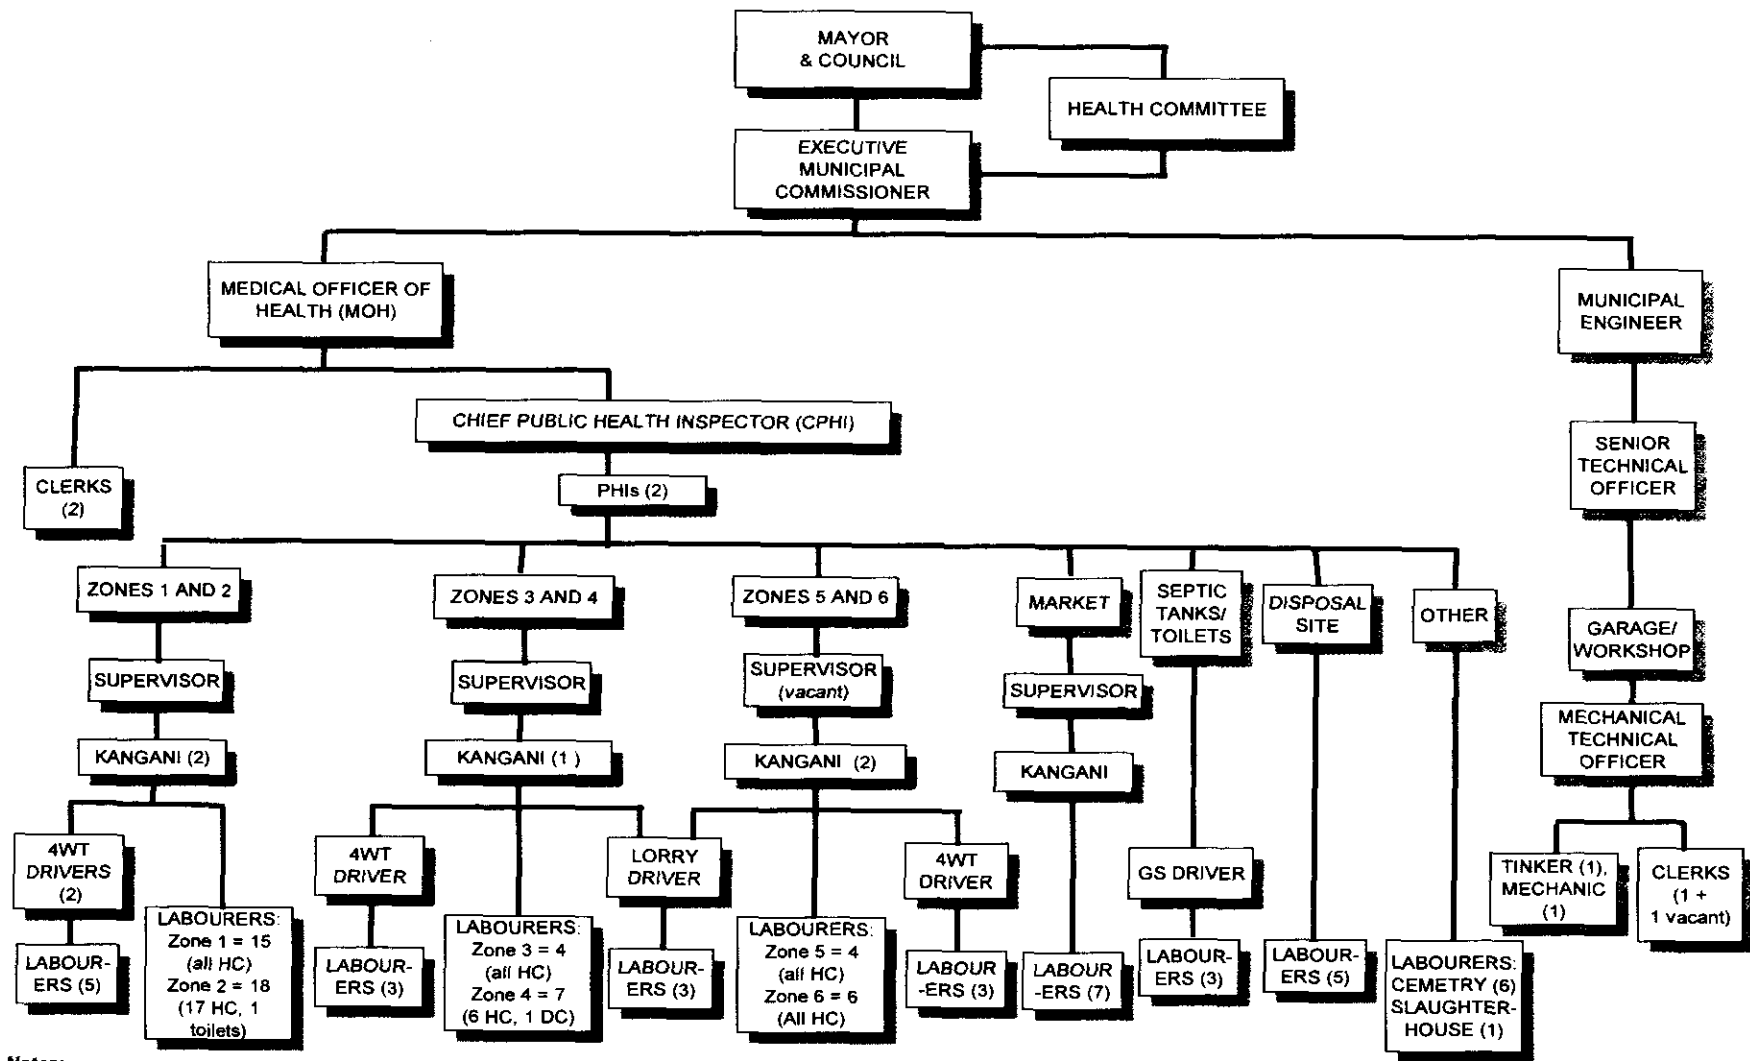 MAYOR
& COUNCIL
HEALTH COMMITTEE
EXECUTIVE
MUNICIPAL
COMMISSIONER
MEDICAL OFFICER OF
HEALTH (MOH)
MUNICIPAL
ENGINEER
CHIEF PUBLIC HEALTH INSPECTOR (CPHI)
CLERKS
(2)
PHIs (2)
SENIOR
TECHNICAL
OFFICER
ZONES 1 AND 2
ZONES 3 AND 4
ZONES 5 AND 6
MARKET
SEPTIC
TANKS/
TOILETS
DISPOSAL
SITE
OTHER
GARAGE/
WORKSHOP
SUPERVISOR
SUPERVISOR
SUPERVISOR
(vacant)
SUPERVISOR
MECHANICAL
TECHNICAL
OFFICER
KANGANI (2)
KANGANI (1 )
KANGANI (2)
KANGANI
4WT
DRIVERS
(2)
4WT
DRIVER
LORRY
DRIVER
4WT
DRIVER
GS DRIVER
TINKER (1),
MECHANIC
(1)
CLERKS
(1 +
1 vacant)
LABOUR-
ERS (5)
LABOURERS:
Zone 1 = 15
(all HC)
Zone 2 = 18
(17 HC, 1
toilets)
LABOUR-
ERS (3)
LABOURERS:
Zone 3 = 4
(all HC)
Zone 4 = 7
(6 HC, 1 DC)
LABOUR-
ERS (3)
LABOURERS:
Zone 5 = 4
(all HC)
Zone 6 = 6
(All HC)
LABOUR
-ERS (3)
LABOUR
-ERS (7)
LABOUR-
ERS (3)
LABOUR-
ERS (5)
LABOURERS:
CEMETRY (6)
SLAUGHTER-
HOUSE (1)